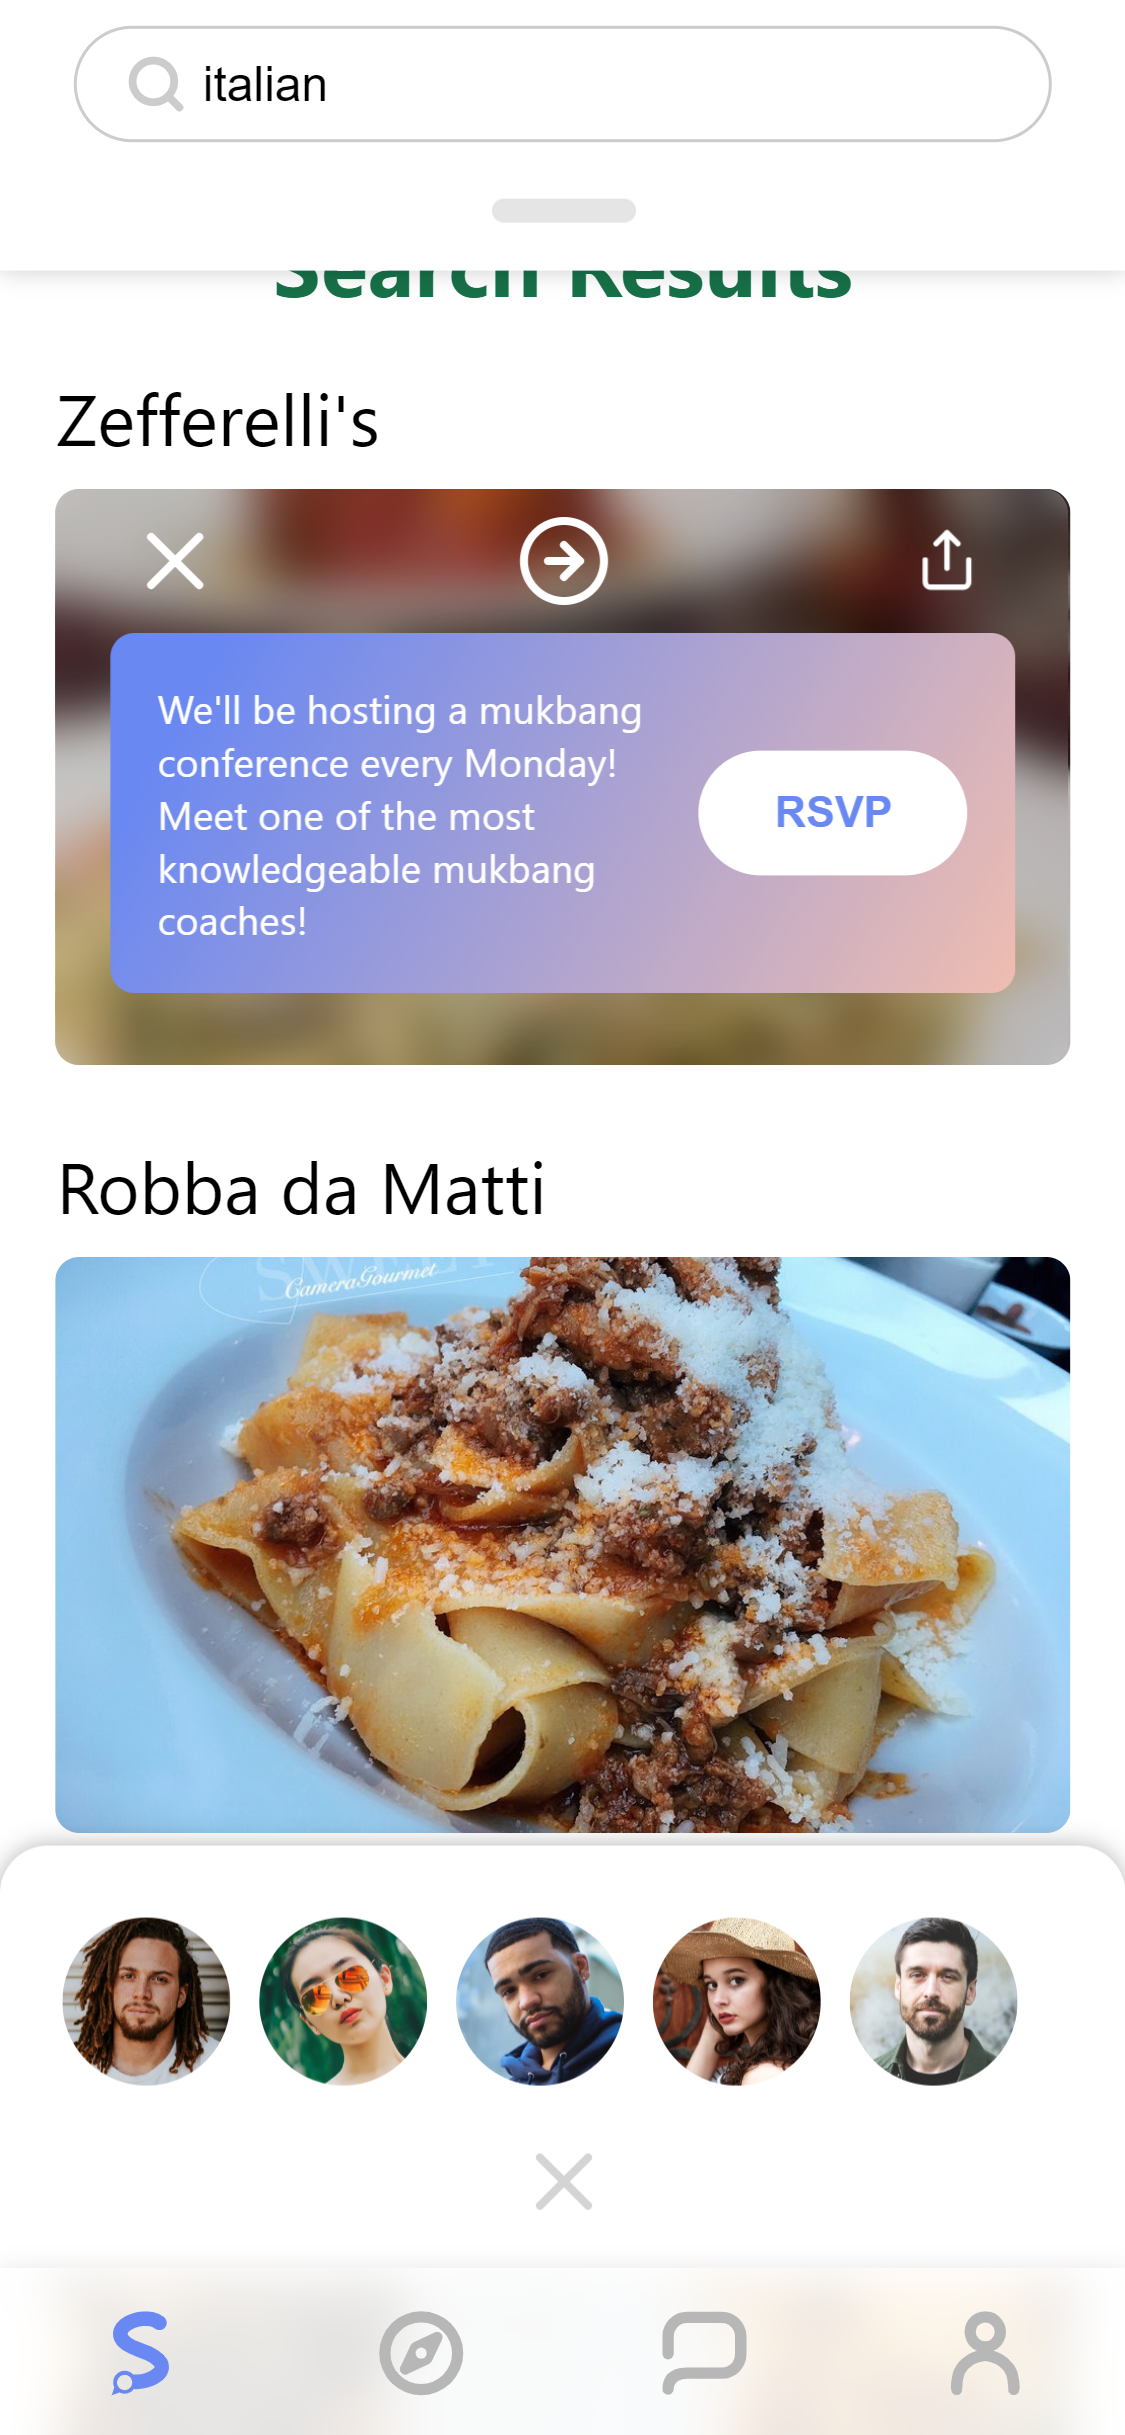 italian
Search Results
Zefferelli's
We'll be hosting a mukbang
conference every Monday!
Meet one of the most
knowledgeable mukbang
coaches!
RSVP
Robba da Matti
SWEET
CameraGourmet